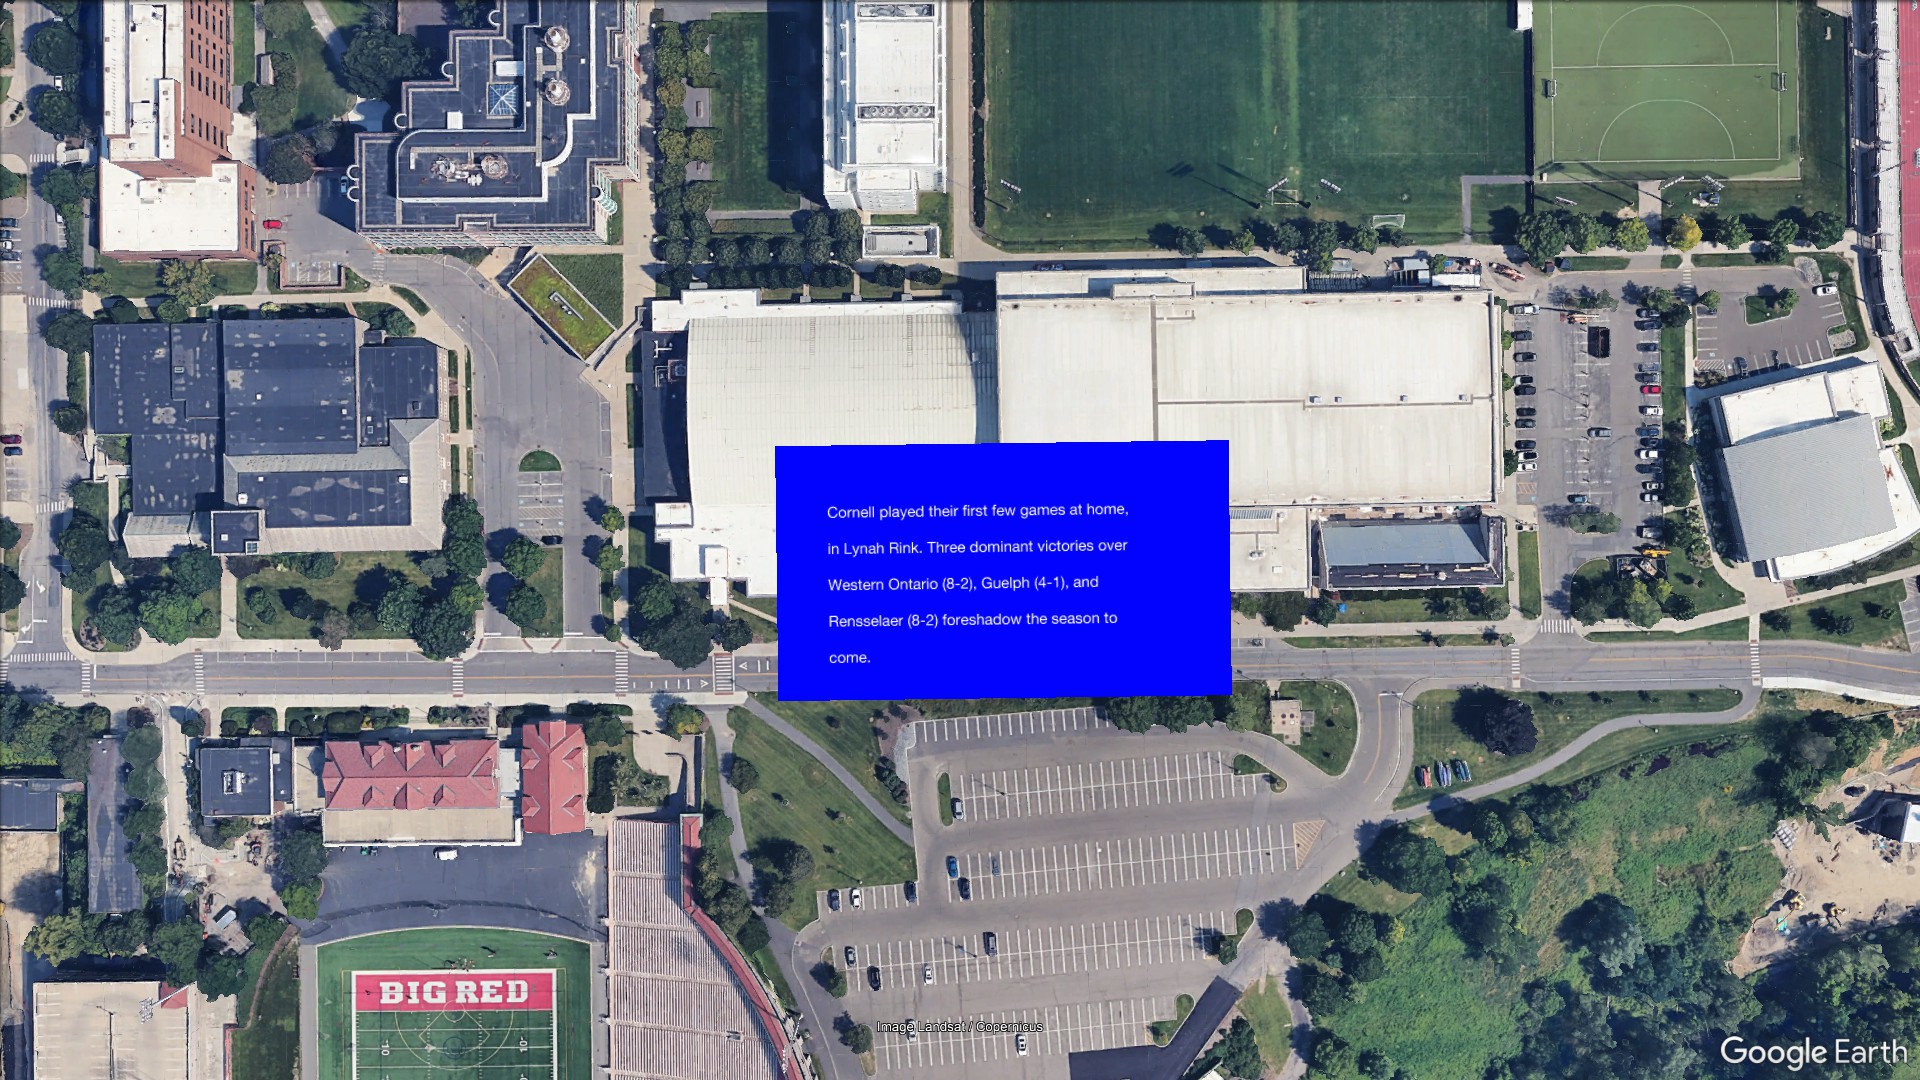 Cornell played their first few games at home,
in Lynah Rink. Three dominant victories over
Western Ontario (8-2), Guelph (4-1), and
Rensselaer (8-2) foreshadow the season to
come.
BIG RED
10
10
Image Landsat / Copernicus
Google Earth